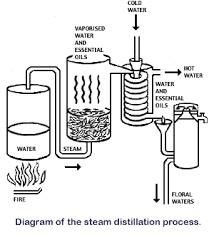 COLD
WATER
VAPORISED
WATER
AND
ESSENTIAL
OILS
HOT
WATER
WATER
AND
ESSENTIAL
OILS
WATER
STEAM
FIRE
FLORAL
WATERS
Diagram of the steam distillation process.